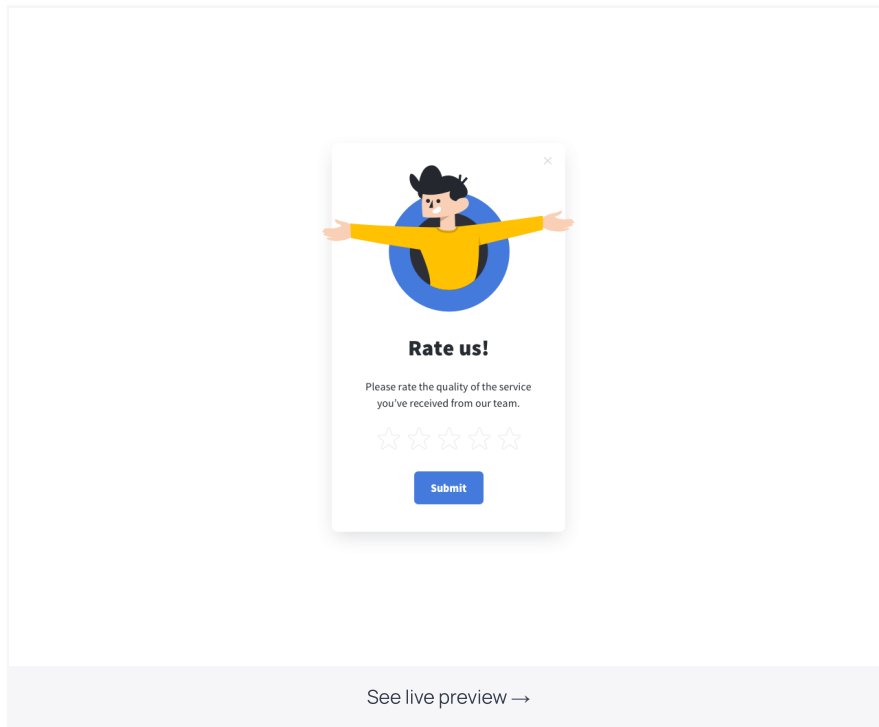 Rate us!
Please rate the quality of the service
you've received from our team.
Submit
See live preview →